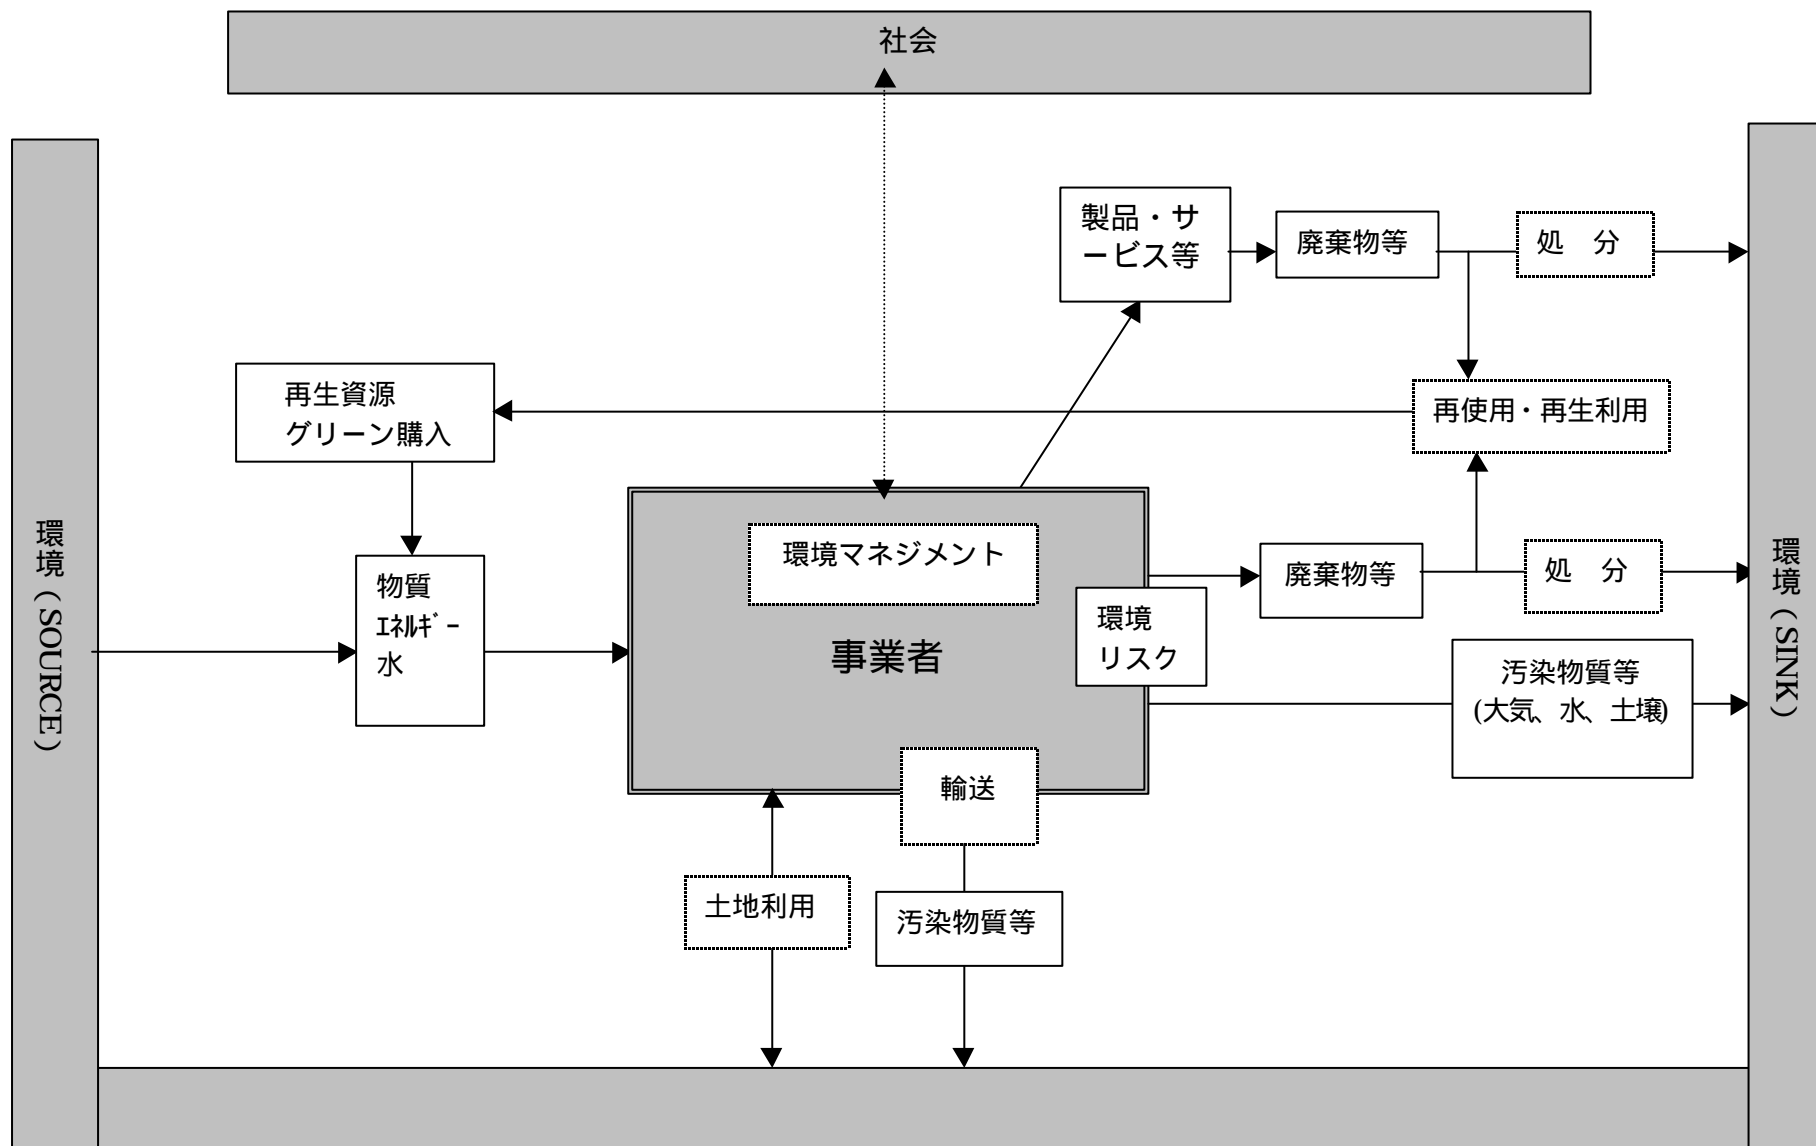 社会
製品・サ
ービス等
廃棄物等
処　分
再生資源
グリーン購入
再使用・再生利用
環境（SOURCE）
物質
ｴﾈﾙｷﾞｰ
水
環境マネジメント
事業者
環境
リスク
廃棄物等
処　分
汚染物質等
(大気、水、土壌)
環境（SINK）
輸送
土地利用
汚染物質等